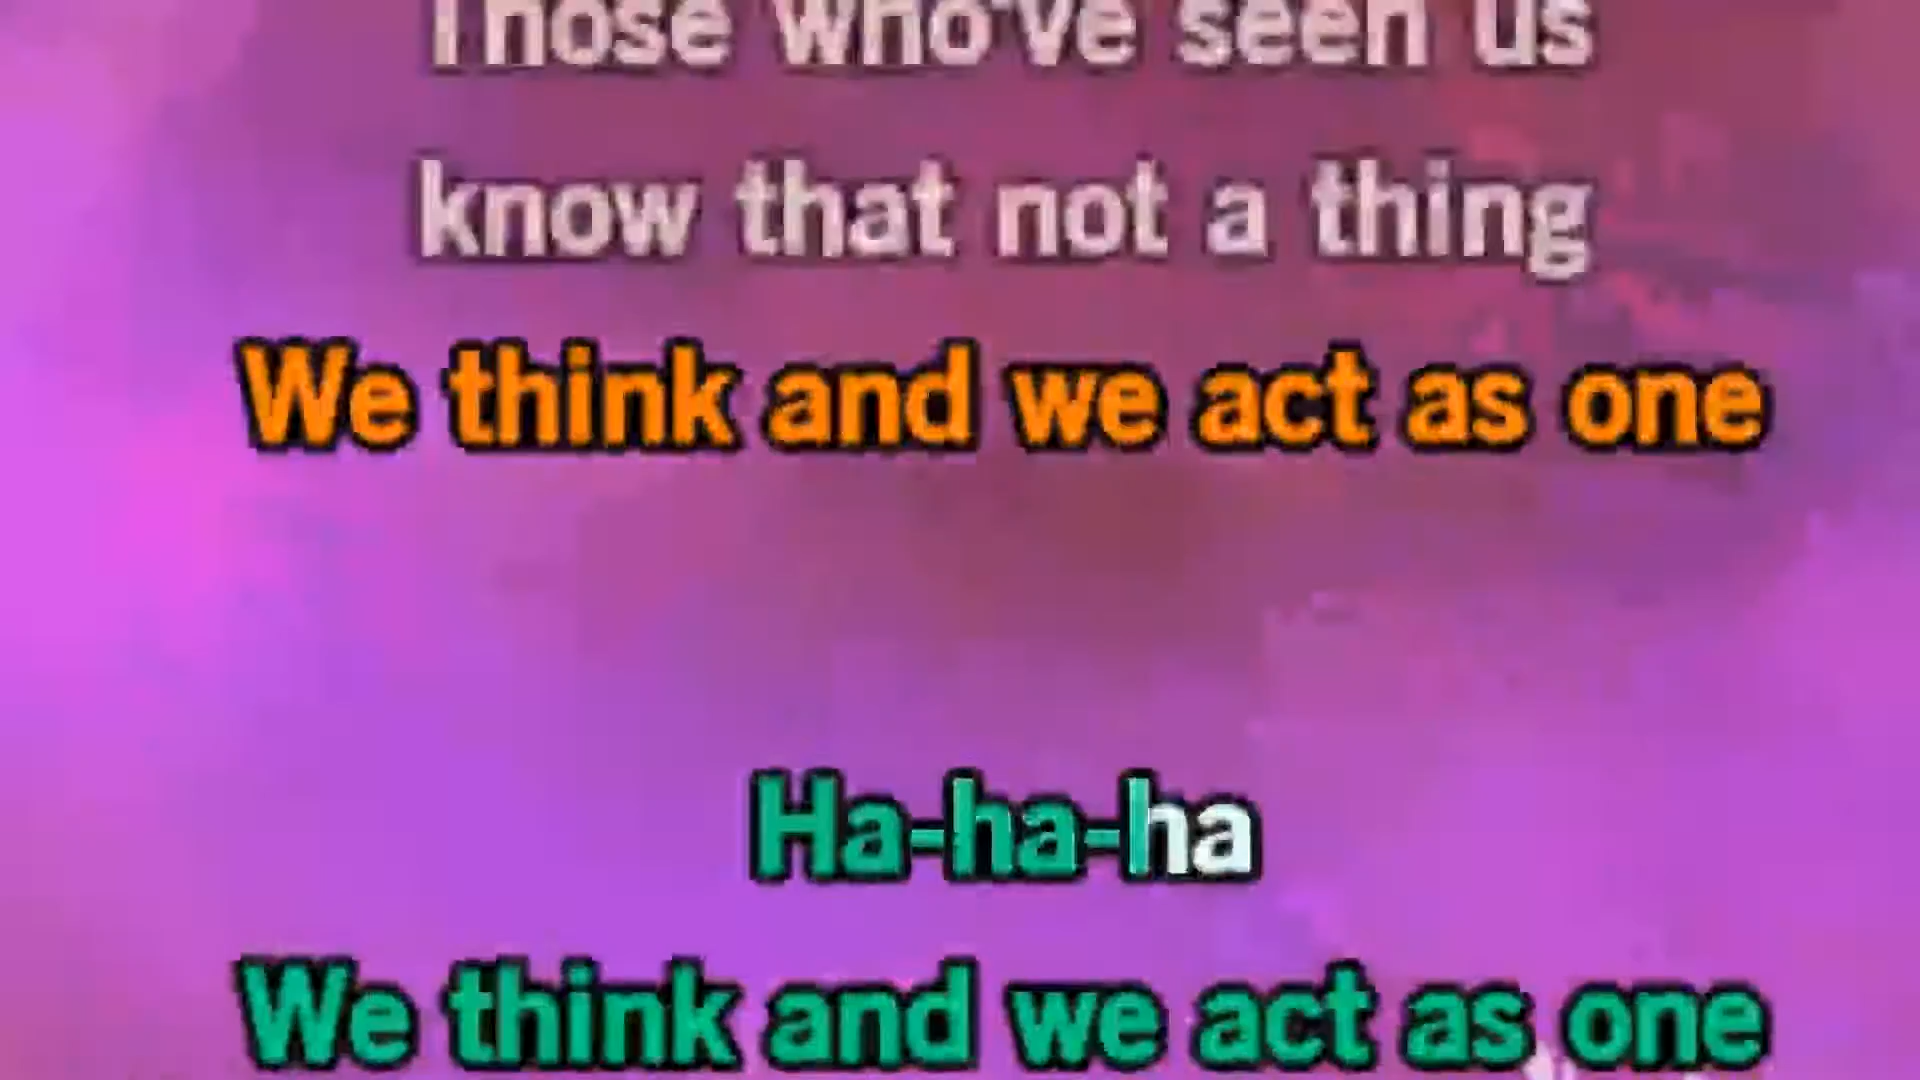 Those who've seen us
know that not a thing
We think and we act as one
Ha-ha-ha
We think and we act as one